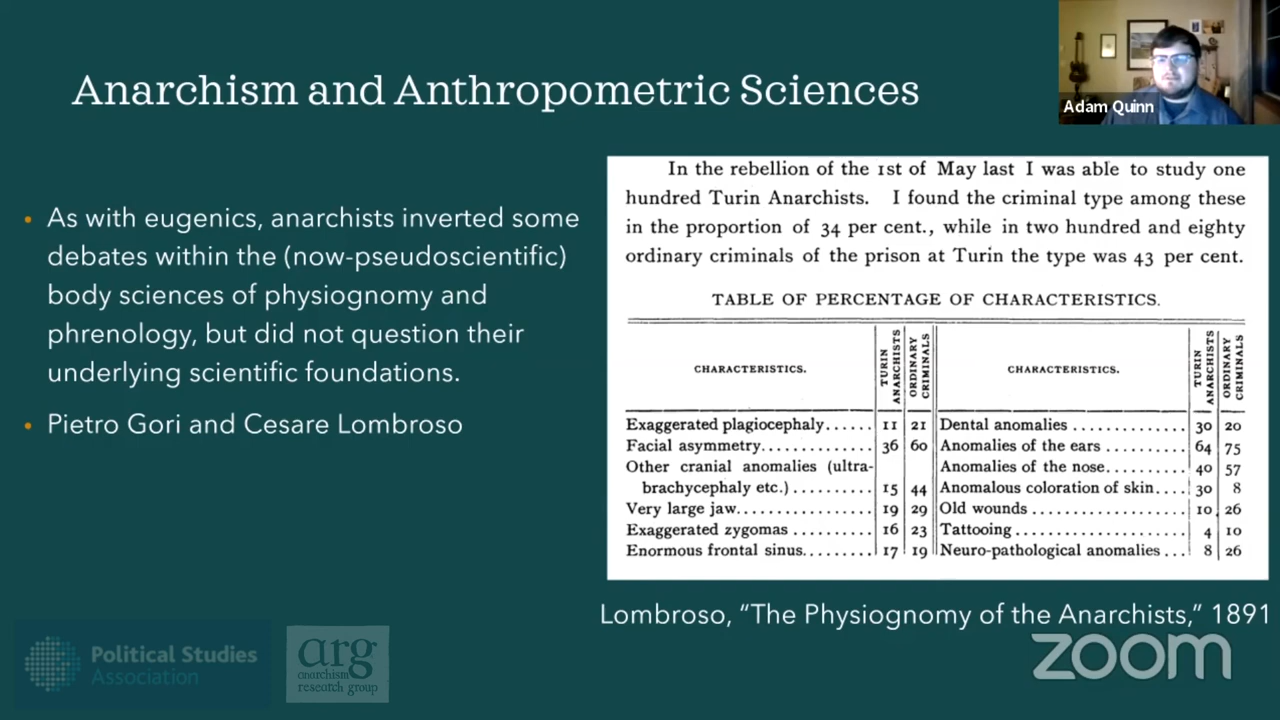 Anarchism and Anthropometric Sciences
Adam Quinn
• As with eugenics, anarchists inverted some
debates within the (now-pseudoscientific)
body sciences of physiognomy and
phrenology, but did not question their
underlying scientific foundations.
• Pietro Gori and Cesare Lombroso
In the rebellion of the 1st of May last I was able to study one
hundred Turin Anarchists. I found the criminal type among these
in the proportion of 34 per cent., while in two hundred and eighty
ordinary criminals of the prison at Turin the type was 43 per cent.
TABLE OF PERCENTAGE OF CHARACTERISTICS.
CHARACTERISTICS. TURIN ANARCHISTS ORDINARY CRIMINALS CHARACTERISTICS. TURIN ANARCHISTS ORDINARY CRIMINALS
Exaggerated plagiocephaly...... 11 21 Dental anomalies ............. 30 20
Facial asymmetry............. 36 60 Anomalies of the ears .......... 64 75
Other cranial anomalies (ultra- Anomalies of the nose.......... 40 57
brachycephaly etc.) .......... 15 44 Anomalous coloration of skin.... 30 8
Very large jaw................ 19 29 Old wounds .................. 10 26
Exaggerated zygomas .......... 16 23 Tattooing .................... 4 10
Enormous frontal sinus......... 17 19 Neuro-pathological anomalies ... 8 26
Lombroso, “The Physiognomy of the Anarchists,” 1891
Political Studies
Association
arg
anarchism
research group
zoom